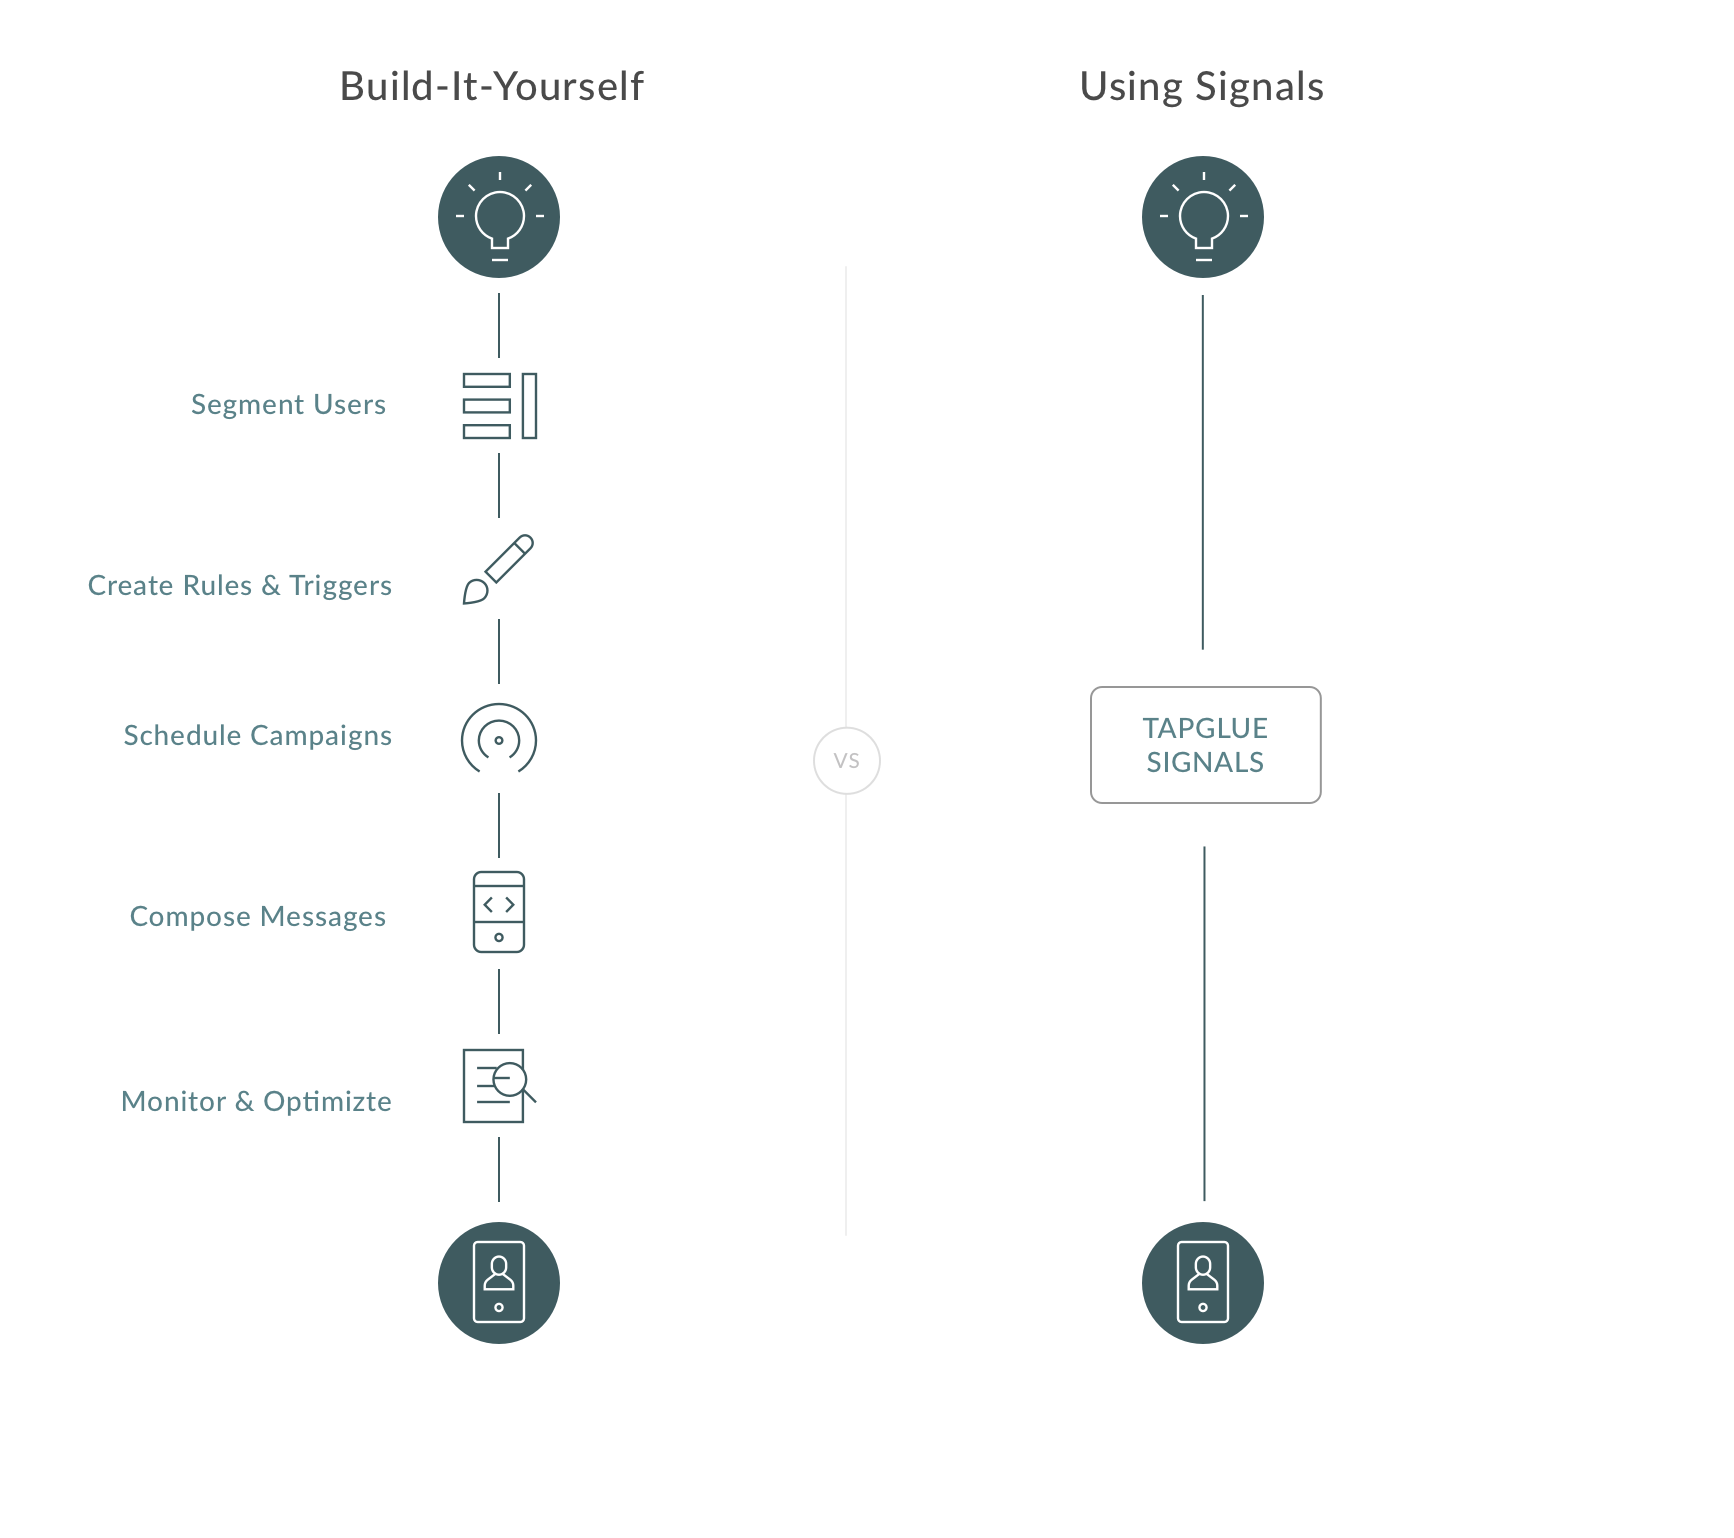 Build-It-Yourself
Using Signals
Segment Users
Create Rules & Triggers
Schedule Campaigns
VS
TAPGLUE
SIGNALS
Compose Messages
Monitor & Optimizte